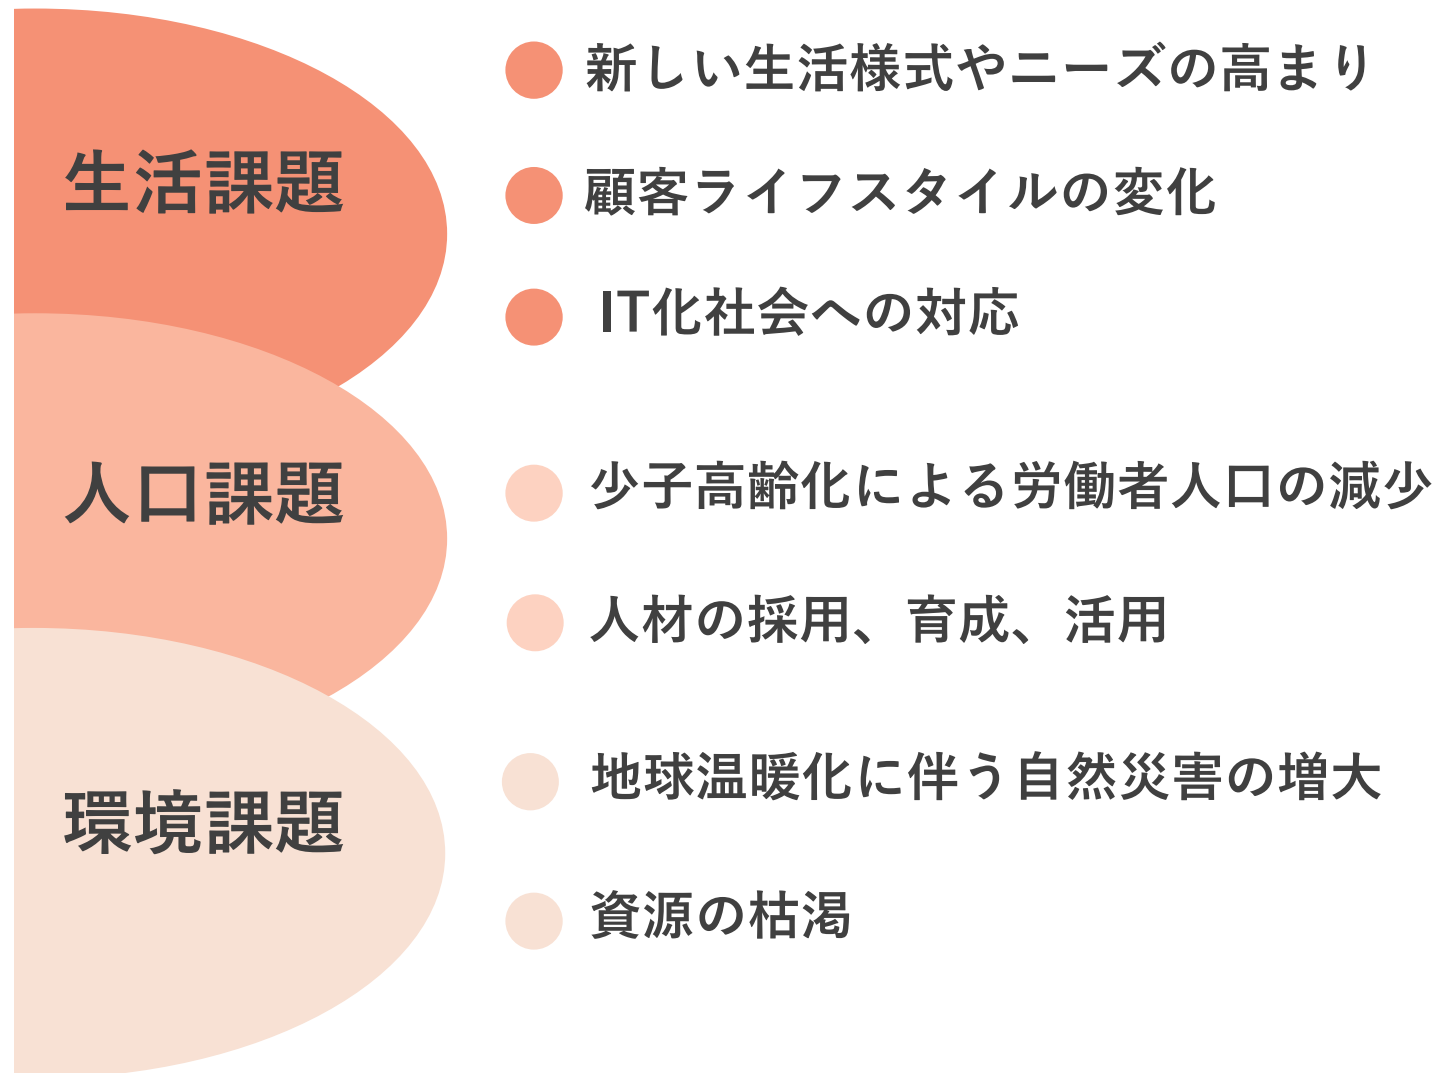 生活課題
新しい生活様式やニーズの高まり
顧客ライフスタイルの変化
IT化社会への対応
人口課題
少子高齢化による労働者人口の減少
人材の採用、育成、活用
環境課題
地球温暖化に伴う自然災害の増大
資源の枯渇